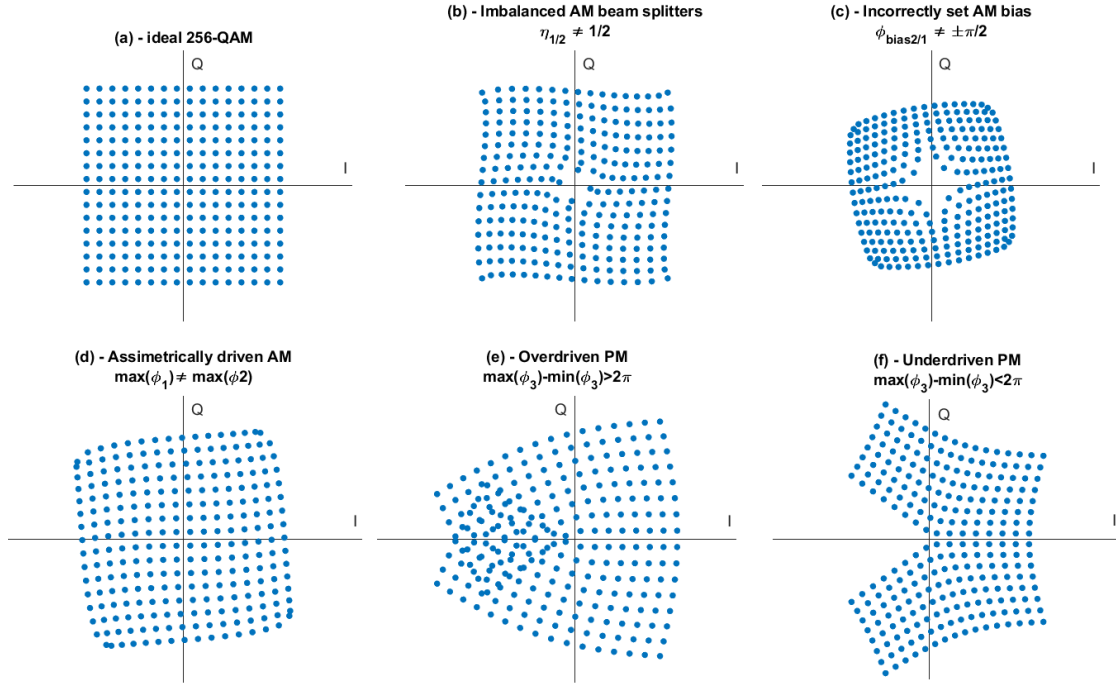 (a) - ideal 256-QAM
Q
I
(b) - Imbalanced AM beam splitters
η1/2 ≠ 1/2
Q
I
(c) - Incorrectly set AM bias
ϕbias2/1 ≠ ±π/2
Q
I
(d) - Assimetrically driven AM
max(ϕ1)≠ max(ϕ2)
Q
I
(e) - Overdriven PM
max(ϕ3)-min(ϕ3)>2π
Q
I
(f) - Underdriven PM
max(ϕ3)-min(ϕ3)<2π
Q
I